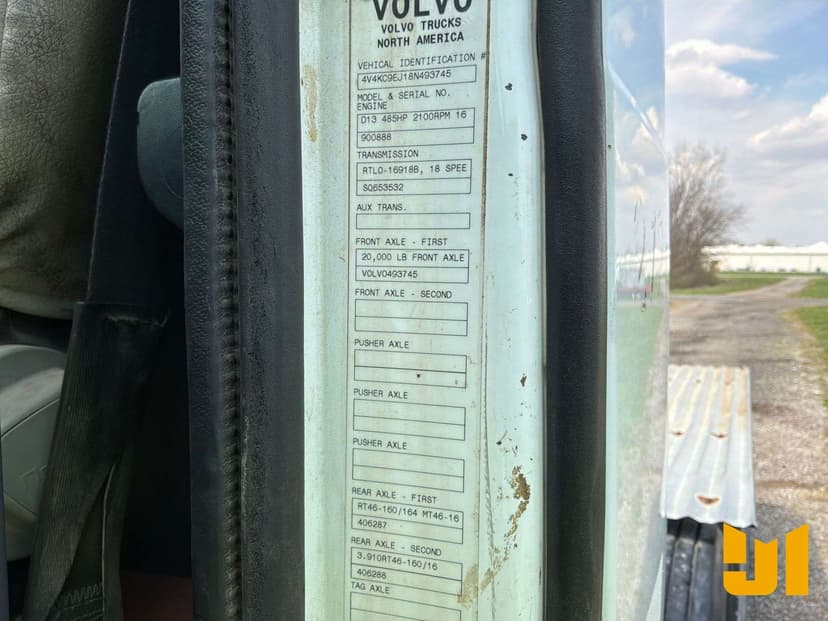 VOLVO
VOLVO TRUCKS
NORTH AMERICA
VEHICAL IDENTIFICATION #
4V4KC9EJ18N493745
MODEL & SERIAL NO.
ENGINE
D13 485HP 2100RPM 16
900888
TRANSMISSION
RTLO-16918B, 18 SPEE
S0653532
AUX TRANS.
FRONT AXLE - FIRST
20,000 LB FRONT AXLE
VOLVO493745
FRONT AXLE - SECOND
PUSHER AXLE
PUSHER AXLE
PUSHER AXLE
REAR AXLE - FIRST
RT46-160/164 MT46-16
406287
REAR AXLE - SECOND
3.910RT46-160/16
406288
TAG AXLE